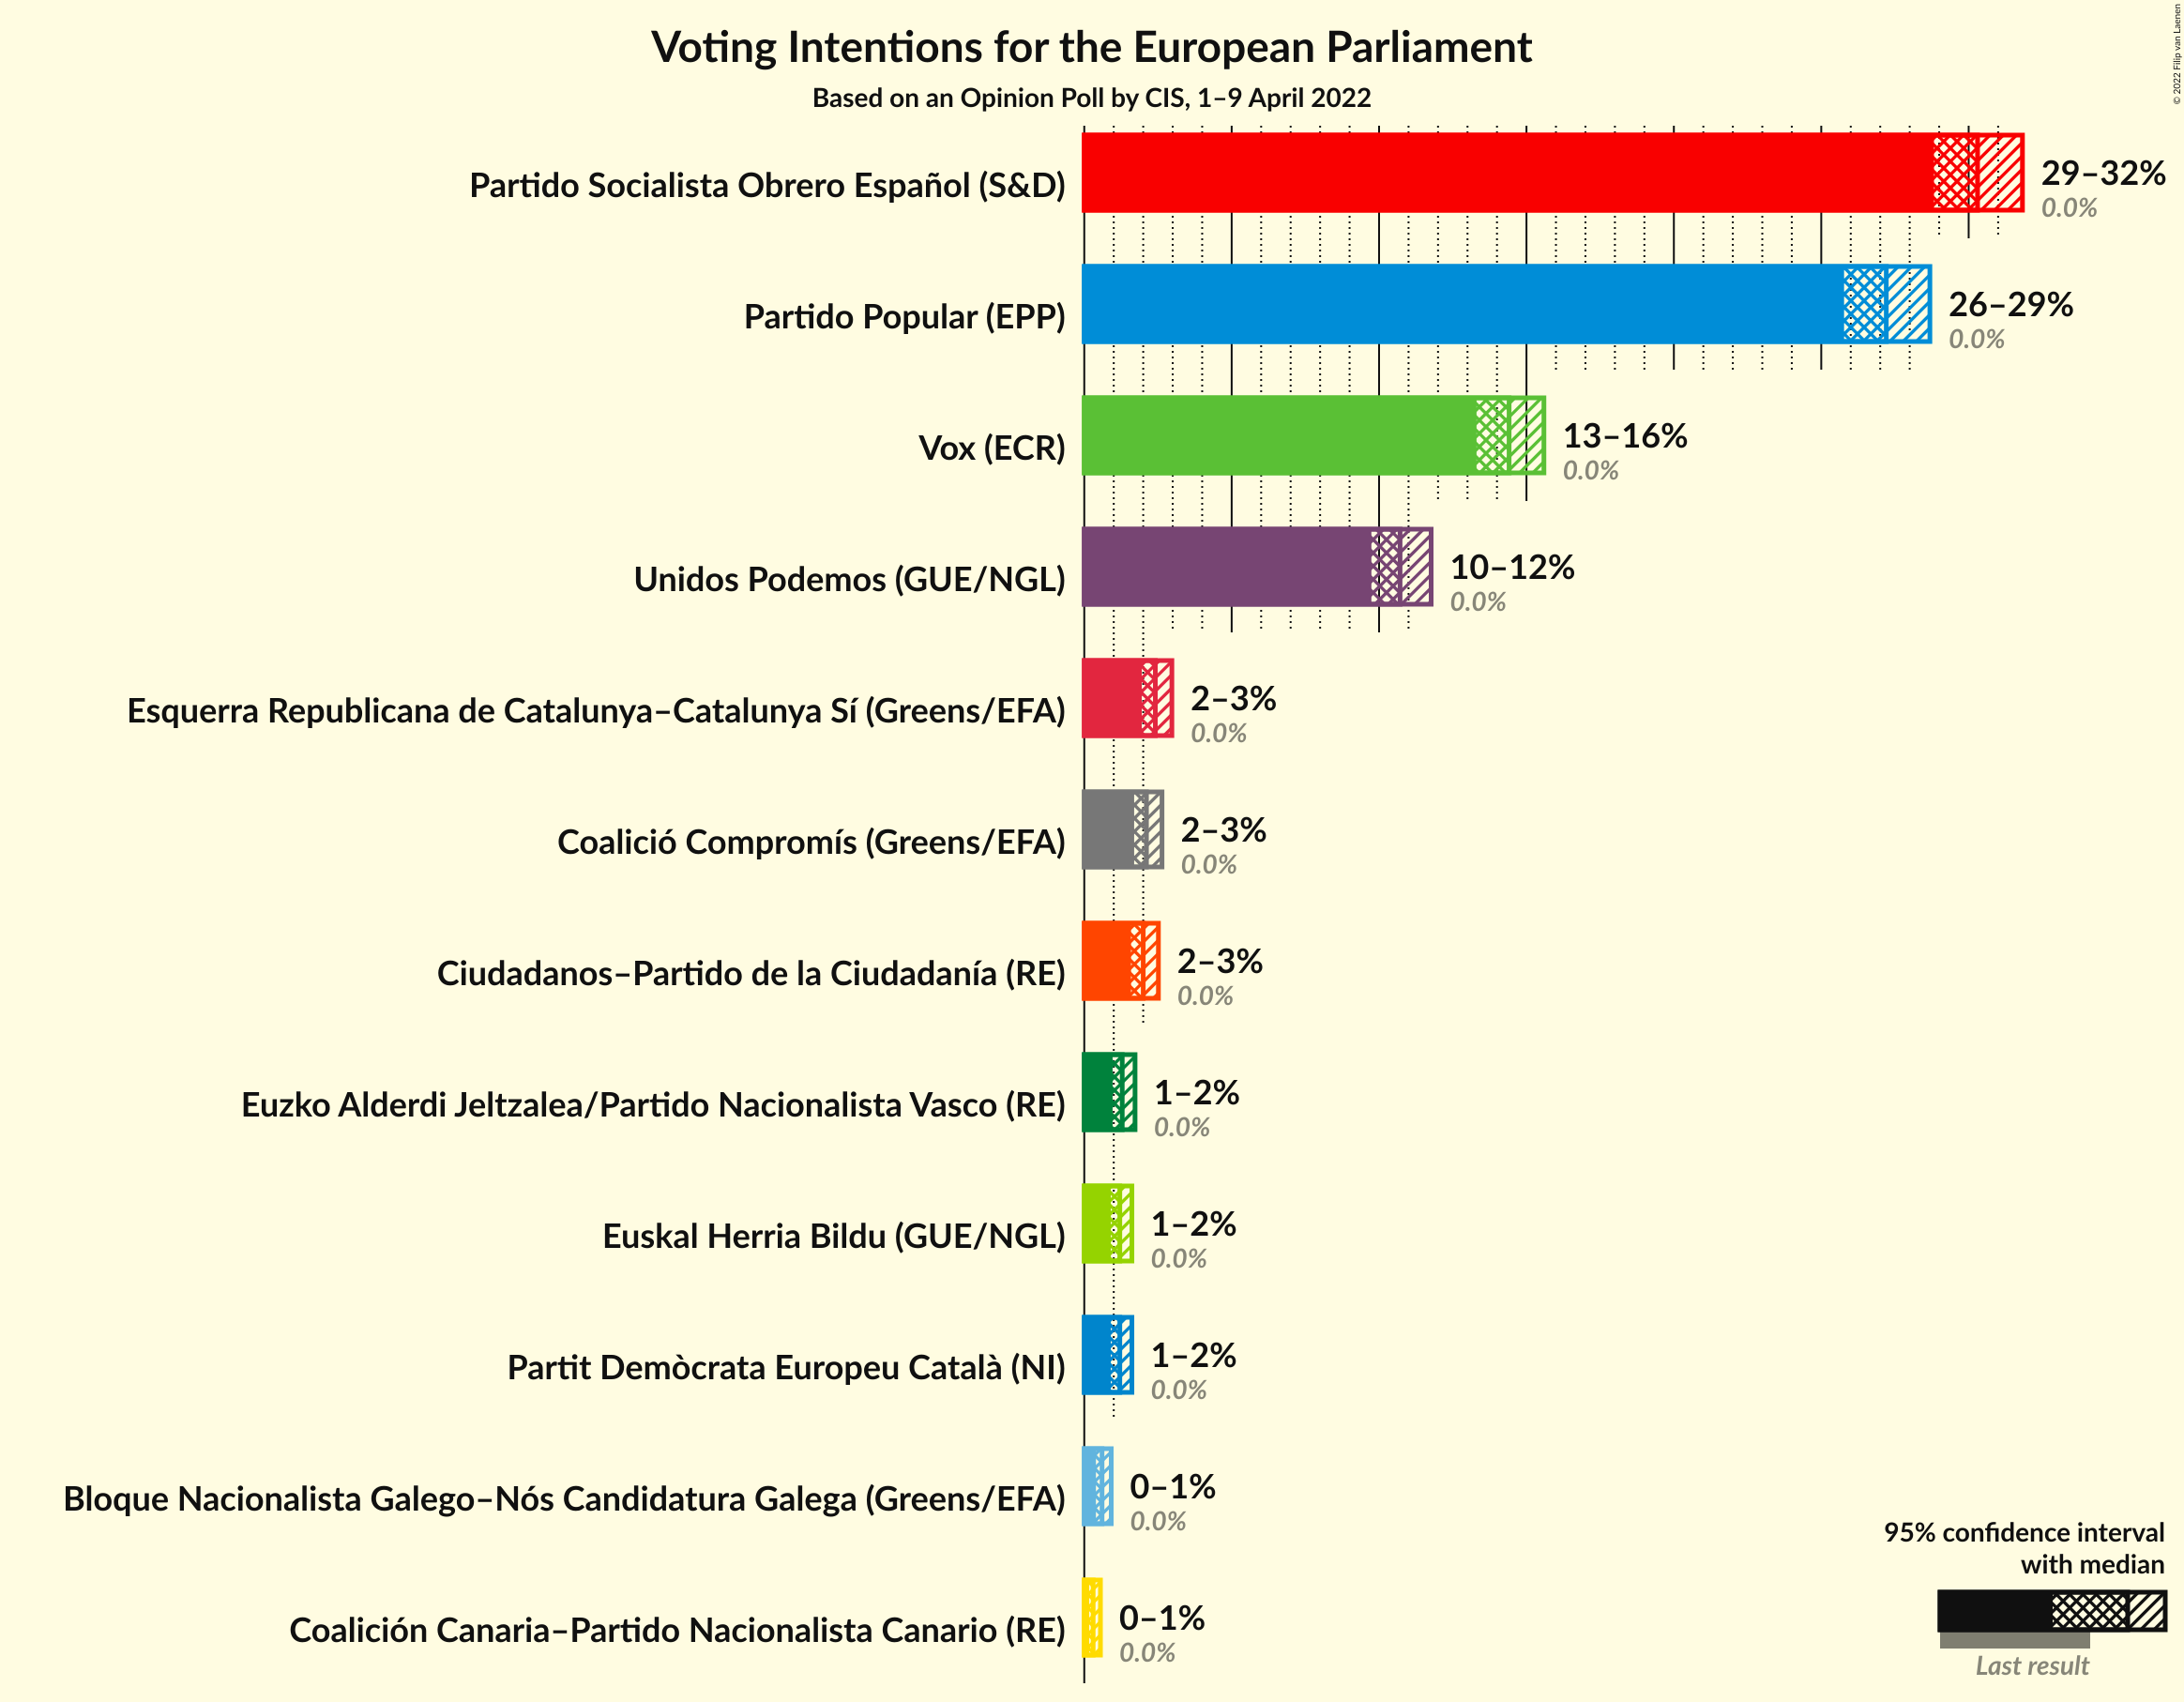 Voting Intentions for the European Parliament
Based on an Opinion Poll by CIS, 1–9 April 2022
© 2022 Filip van Laenen
Partido Socialista Obrero Español (S&D)
29–32%
0.0%
Partido Popular (EPP)
26–29%
0.0%
Vox (ECR)
13–16%
0.0%
Unidos Podemos (GUE/NGL)
10–12%
0.0%
Esquerra Republicana de Catalunya–Catalunya Sí (Greens/EFA)
2–3%
0.0%
Coalició Compromís (Greens/EFA)
2–3%
0.0%
Ciudadanos–Partido de la Ciudadanía (RE)
2–3%
0.0%
Euzko Alderdi Jeltzalea/Partido Nacionalista Vasco (RE)
1–2%
0.0%
Euskal Herria Bildu (GUE/NGL)
1–2%
0.0%
Partit Demòcrata Europeu Català (NI)
1–2%
0.0%
Bloque Nacionalista Galego–Nós Candidatura Galega (Greens/EFA)
0–1%
0.0%
Coalición Canaria–Partido Nacionalista Canario (RE)
0–1%
0.0%
95% confidence interval
with median
Last result